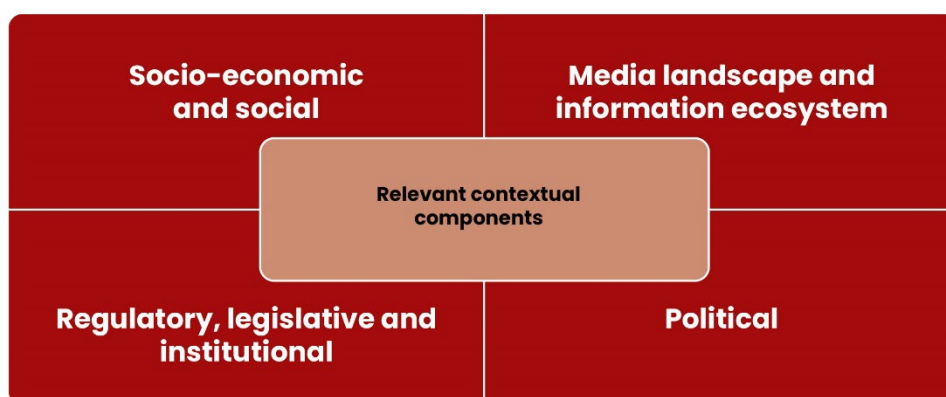 Socio-economic
and social
Media landscape and
information ecosystem
Relevant contextual
components
Regulatory, legislative and
institutional
Political